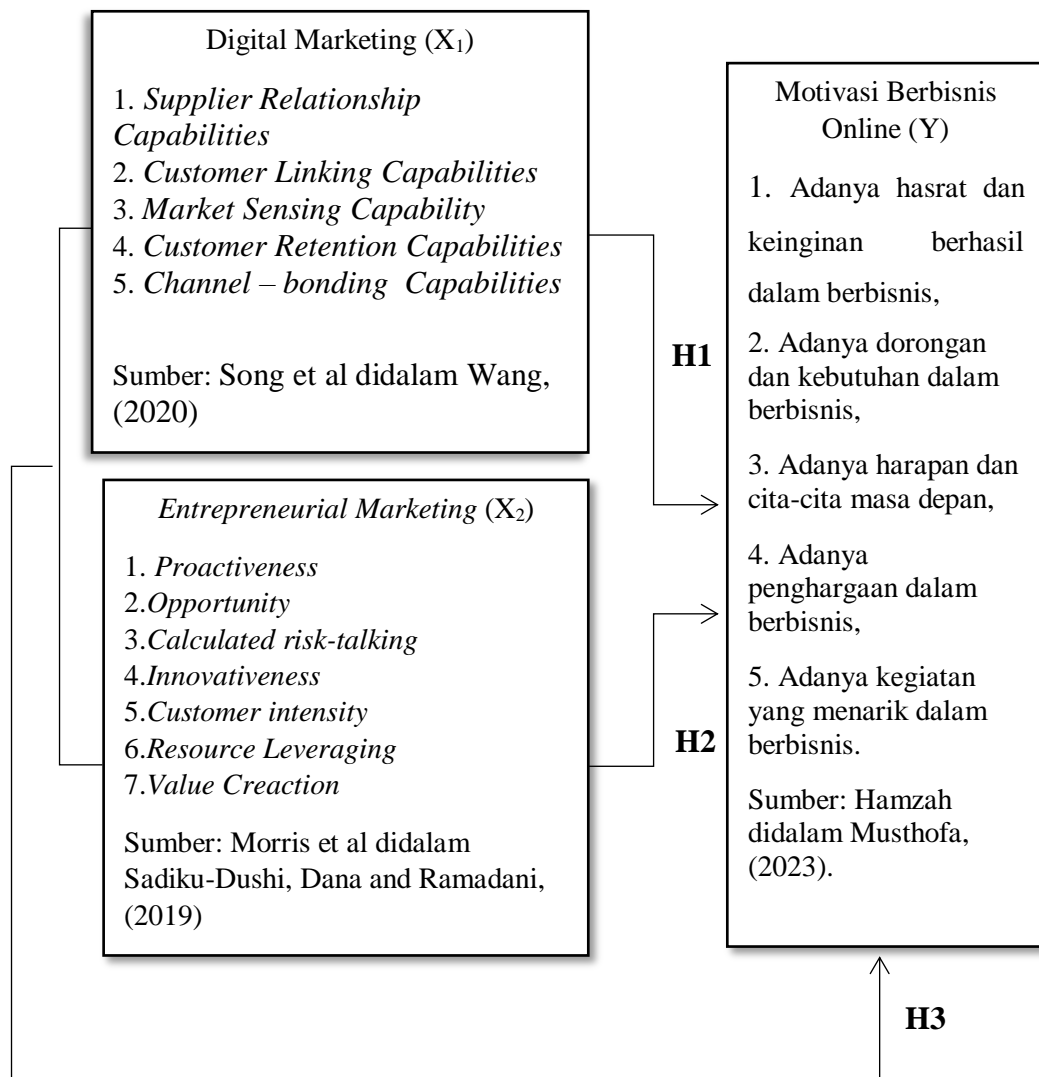 Digital Marketing (X₁)
1. Supplier Relationship
Capabilities
2. Customer Linking Capabilities
3. Market Sensing Capability
4. Customer Retention Capabilities
5. Channel – bonding Capabilities
Sumber: Song et al didalam Wang,
(2020)
Entrepreneurial Marketing (X₂)
1. Proactiveness
2.Opportunity
3.Calculated risk-talking
4.Innovativeness
5.Customer intensity
6.Resource Leveraging
7.Value Creaction
Sumber: Morris et al didalam
Sadiku-Dushi, Dana and Ramadani,
(2019)
H1
H2
Motivasi Berbisnis
Online (Y)
1. Adanya hasrat dan
keinginan berhasil
dalam berbisnis,
2. Adanya dorongan
dan kebutuhan dalam
berbisnis,
3. Adanya harapan dan
cita-cita masa depan,
4. Adanya
penghargaan dalam
berbisnis,
5. Adanya kegiatan
yang menarik dalam
berbisnis.
Sumber: Hamzah
didalam Musthofa,
(2023).
H3